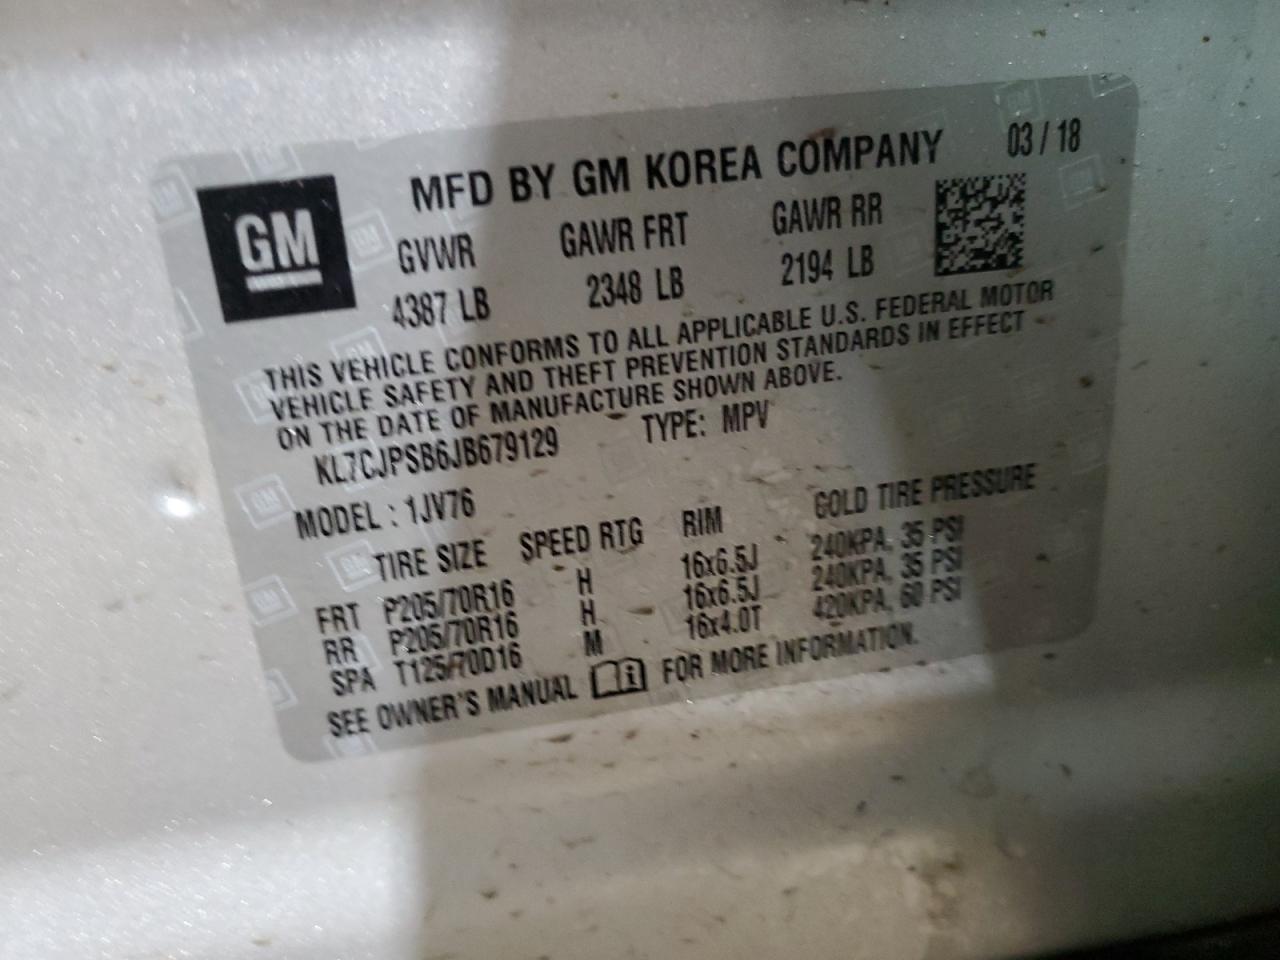 GM
MFD BY GM KOREA COMPANY 03 / 18
GVWR GAWR FRT GAWR RR
4387 LB 2348 LB 2194 LB
THIS VEHICLE CONFORMS TO ALL APPLICABLE U.S. FEDERAL MOTOR
VEHICLE SAFETY AND THEFT PREVENTION STANDARDS IN EFFECT
ON THE DATE OF MANUFACTURE SHOWN ABOVE.
KL7CJPSB6JB679129 TYPE: MPV
MODEL : 1JV76
TIRE SIZE SPEED RTG RIM COLD TIRE PRESSURE
FRT P205/70R16 H 16x6.5J 240KPA, 35 PSI
RR P205/70R16 H 16x6.5J 240KPA, 35 PSI
SPA T125/70D16 M 16x4.0T 420KPA, 60 PSI
SEE OWNER'S MANUAL FOR MORE INFORMATION.